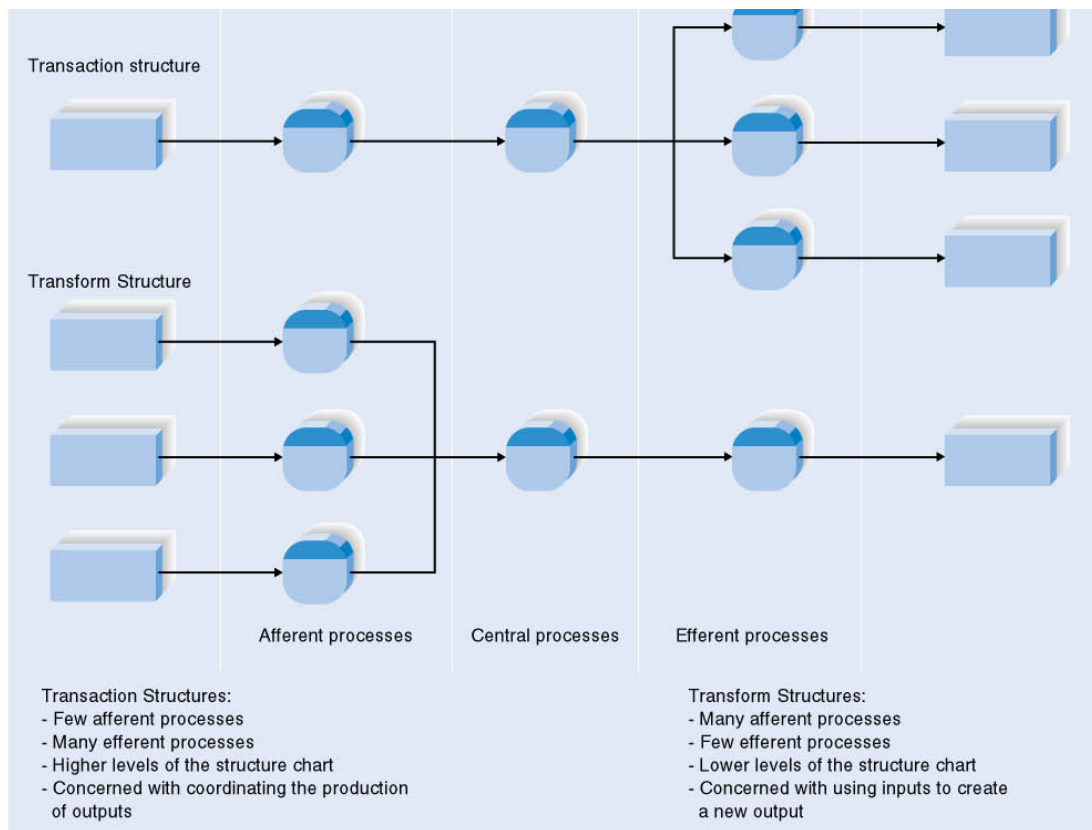 Transaction structure
Transform Structure
Afferent processes
Central processes
Efferent processes
Transaction Structures:
- Few afferent processes
- Many efferent processes
- Higher levels of the structure chart
- Concerned with coordinating the production
of outputs
Transform Structures:
- Many afferent processes
- Few efferent processes
- Lower levels of the structure chart
- Concerned with using inputs to create
a new output